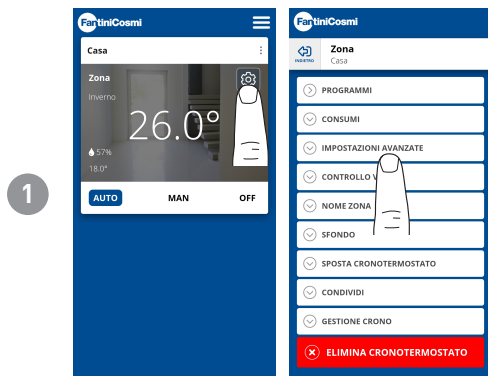 1
FantiniCosmi
Casa
Zona
Inverno
26.0°
57%
18.0°
AUTO MAN OFF
FantiniCosmi
INDIETRO
Zona
Casa
PROGRAMMI
CONSUMI
IMPOSTAZIONI AVANZATE
CONTROLLO V
NOME ZONA
SFONDO
SPOSTA CRONOTERMOSTATO
CONDIVIDI
GESTIONE CRONO
ELIMINA CRONOTERMOSTATO